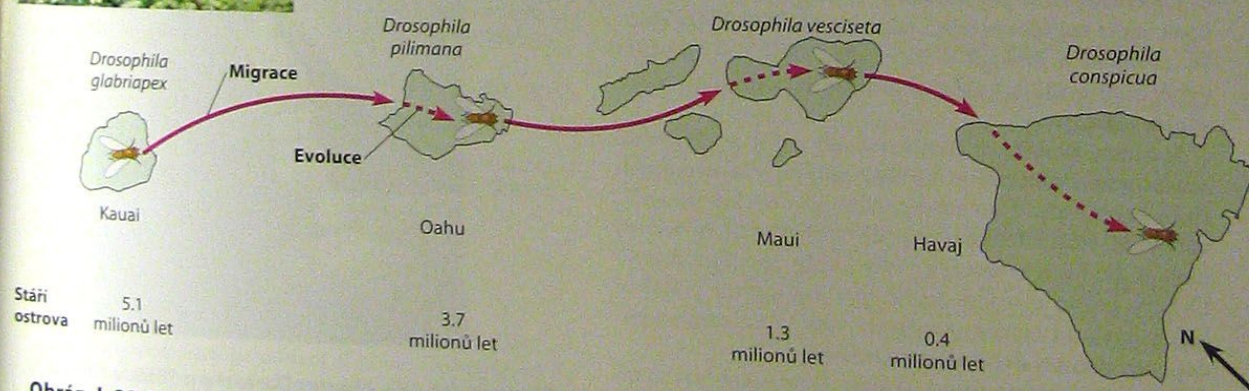 Drosophila
glabriapex
Migrace
Drosophila
pilimana
Evoluce
Drosophila vesciseta
Drosophila
conspicua
Kauai
Oahu
Maui
Havaj
Stáří
ostrova
5.1
milionů let
3.7
milionů let
1.3
milionů let
0.4
milionů let
N